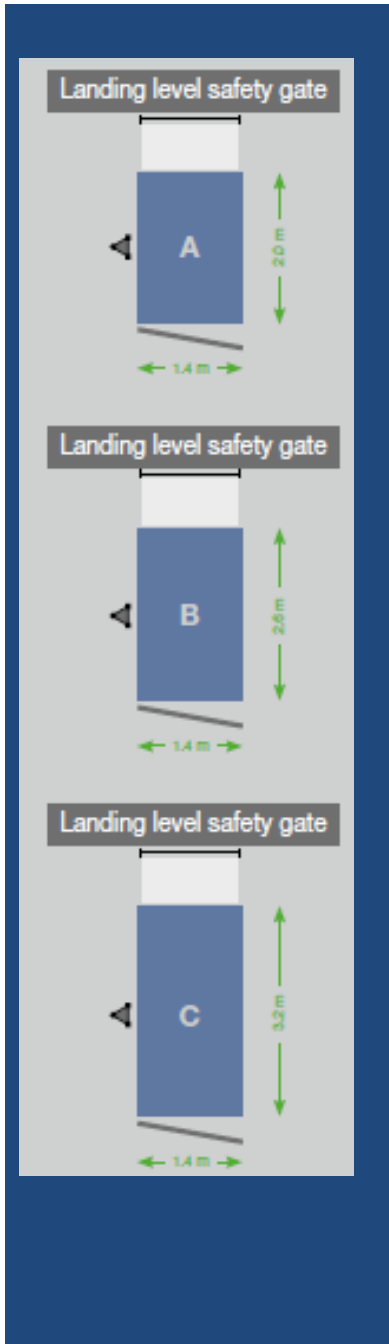 Landing level safety gate
A
2.0 m
1.4 m
Landing level safety gate
B
2.6 m
1.4 m
Landing level safety gate
C
3.2 m
1.4 m